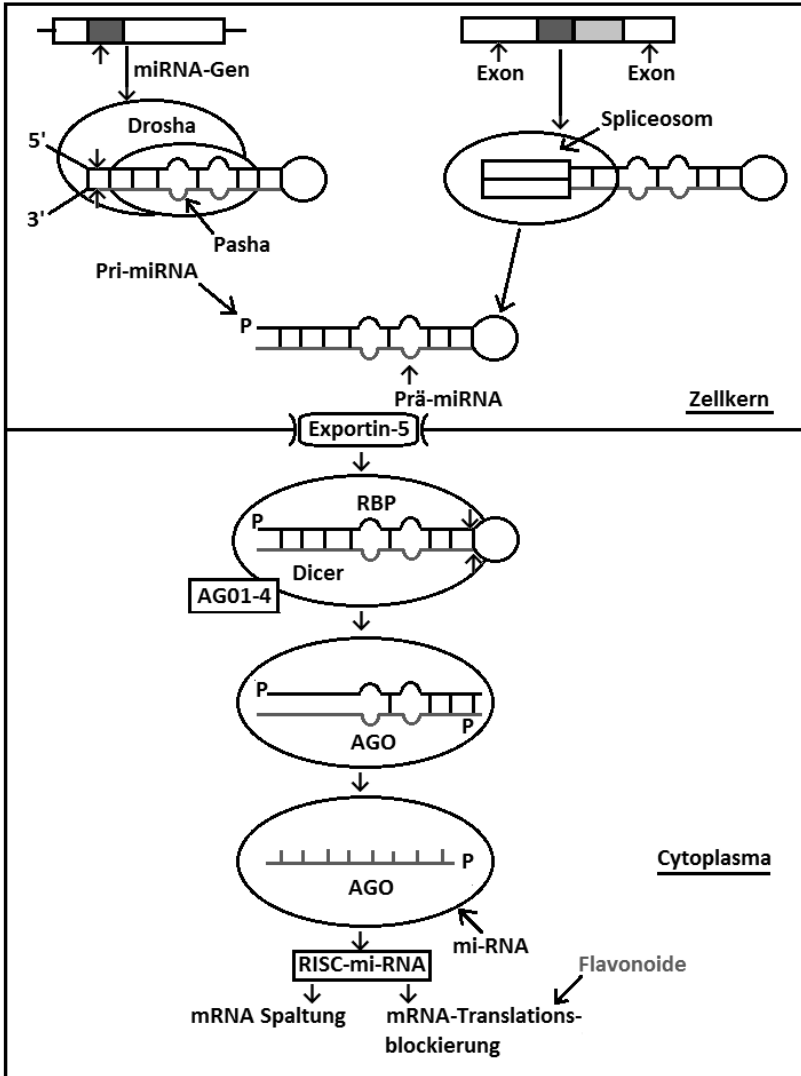 miRNA-Gen
Exon
Exon
Drosha
Spliceosom
5'
3'
Pasha
Pri-miRNA
P
Prä-miRNA
Zellkern
Exportin-5
RBP
P
Dicer
AG01-4
P
P
AGO
P
AGO
Cytoplasma
mi-RNA
RISC-mi-RNA
Flavonoide
mRNA Spaltung
mRNA-Translations-
blockierung